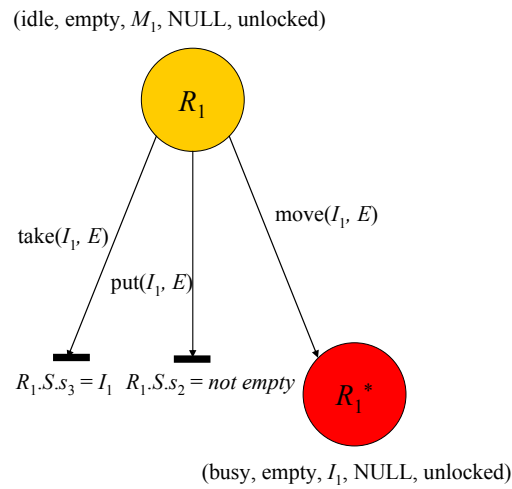 (idle, empty, M₁, NULL, unlocked)
R₁
move(I₁, E)
take(I₁, E)
put(I₁, E)
R₁.S.s₃ = I₁
R₁.S.s₂ = not empty
R₁*
(busy, empty, I₁, NULL, unlocked)